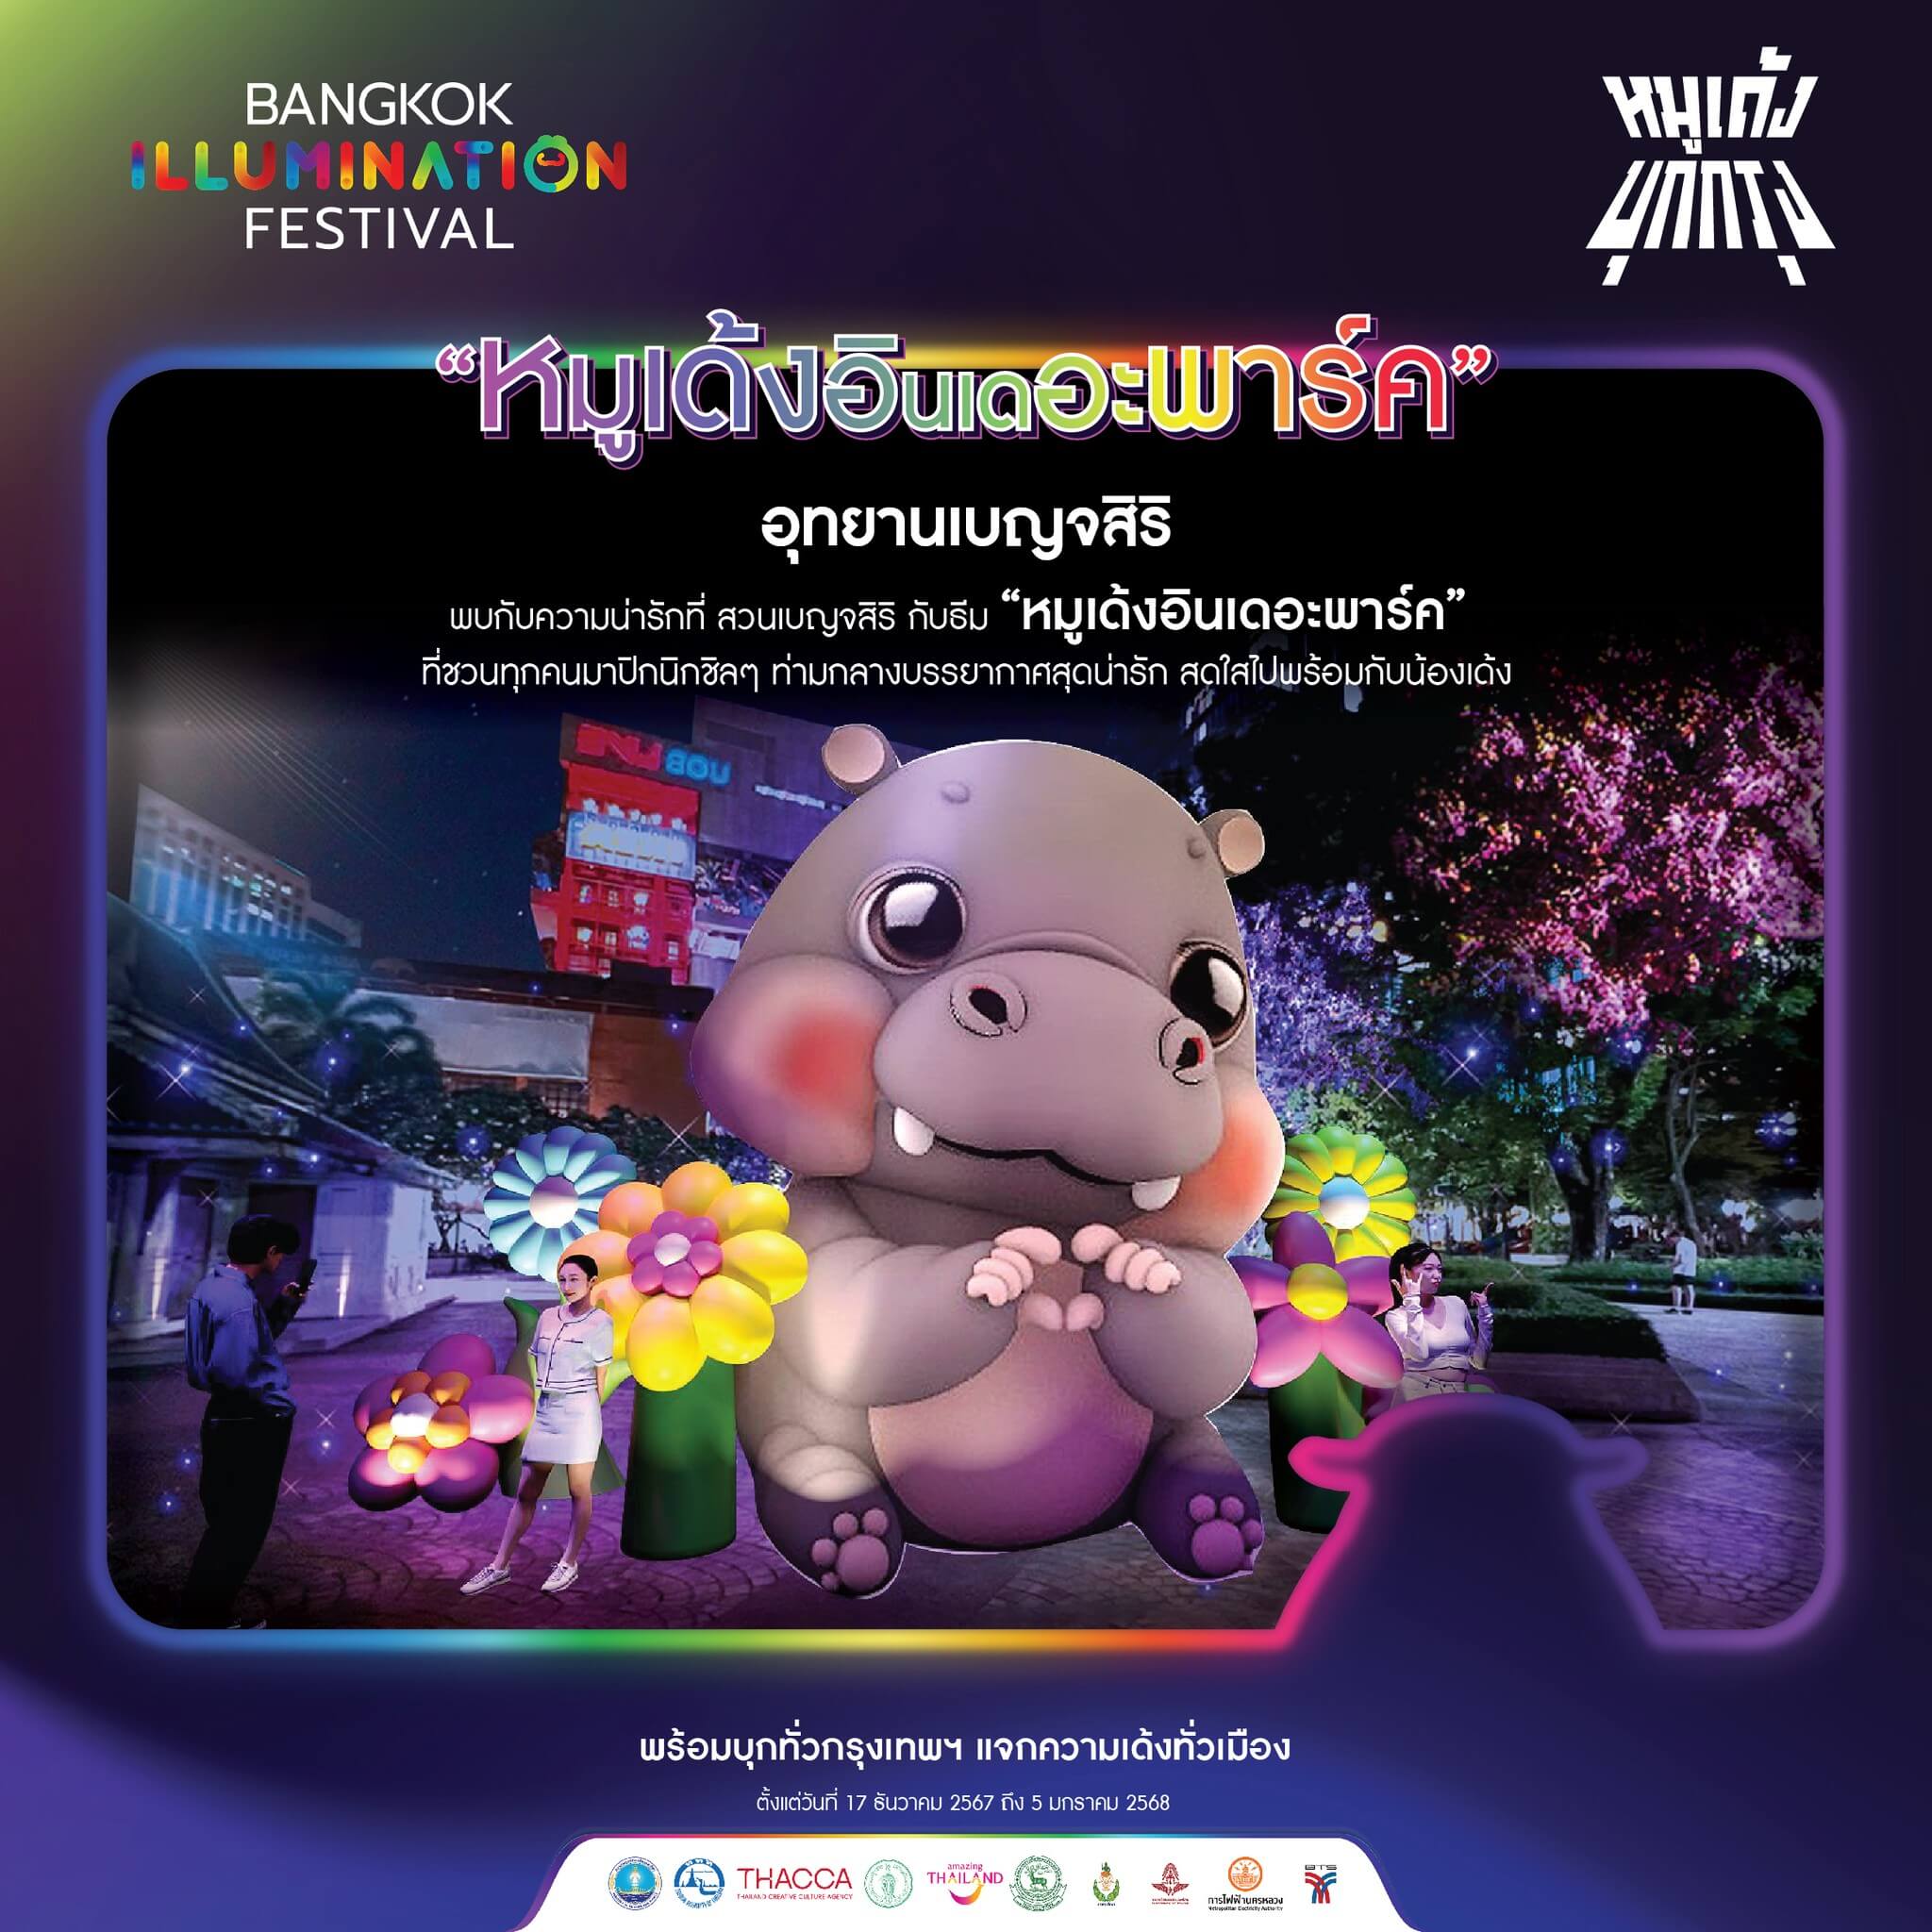 BANGKOK
ILLUMINATION
FESTIVAL
หมูเด้ง
บุกกรุง
“หมูเด้งอินเดอะพาร์ค”
อุทยานเบญจสิริ
พบกับความน่ารักที่ สวนเบญจสิริ กับธีม “หมูเด้งอินเดอะพาร์ค”
ที่ชวนทุกคนมาปิกนิกชิลๆ ท่ามกลางบรรยากาศสุดน่ารัก สดใสไปพร้อมกับน้องเด้ง
พร้อมบุกทั่วกรุงเทพฯ แจกความเด้งทั่วเมือง
ตั้งแต่วันที่ 17 ธันวาคม 2567 ถึง 5 มกราคม 2568
THACCA
THAILAND CREATIVE CULTURE AGENCY
amazing
THAILAND
การไฟฟ้านครหลวง
Metropolitan Electricity Authority
BTS